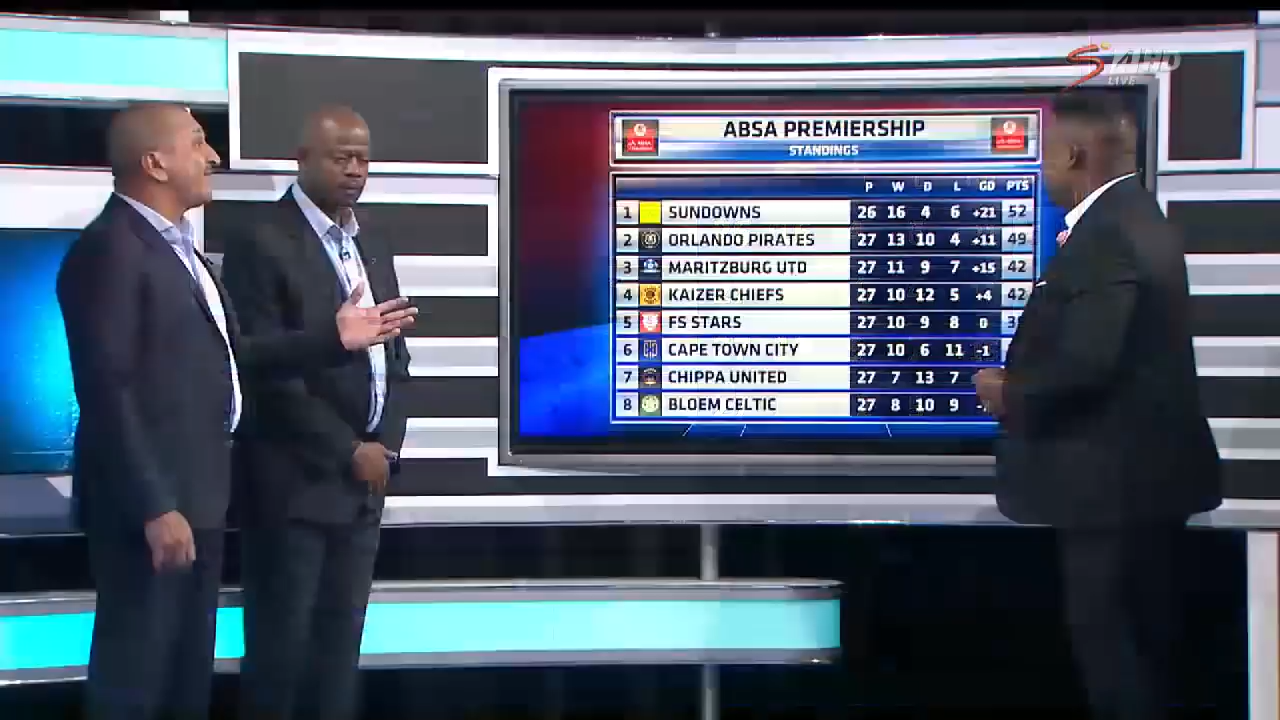 S4HD
LIVE
ABSA PREMIERSHIP
STANDINGS
P W D L GD PTS
1 SUNDOWNS 26 16 4 6 +21 52
2 ORLANDO PIRATES 27 13 10 4 +11 49
3 MARITZBURG UTD 27 11 9 7 +15 42
4 KAIZER CHIEFS 27 10 12 5 +4 42
5 FS STARS 27 10 9 8 0
6 CAPE TOWN CITY 27 10 6 11 -1
7 CHIPPA UNITED 27 7 13 7
8 BLOEM CELTIC 27 8 10 9